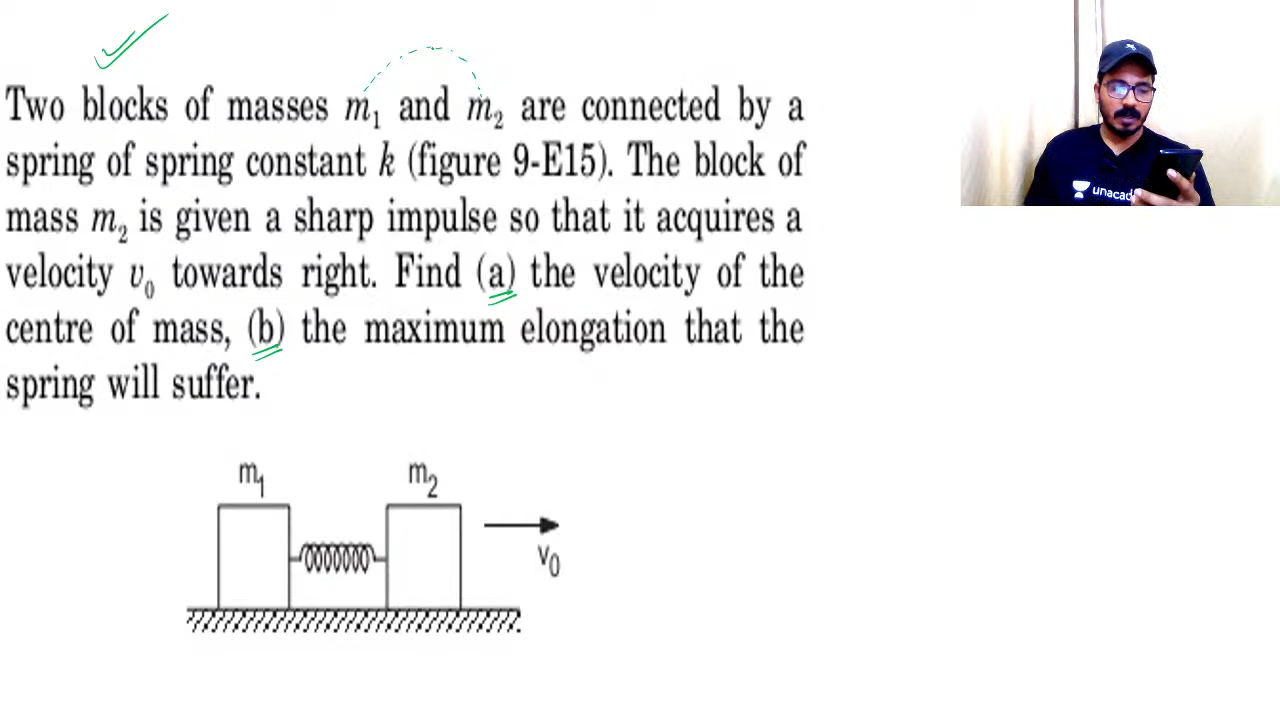 Two blocks of masses m₁ and m₂ are connected by a
spring of spring constant k (figure 9-E15). The block of
mass m₂ is given a sharp impulse so that it acquires a
velocity v₀ towards right. Find (a) the velocity of the
centre of mass, (b) the maximum elongation that the
spring will suffer.
m₁ m₂
v₀